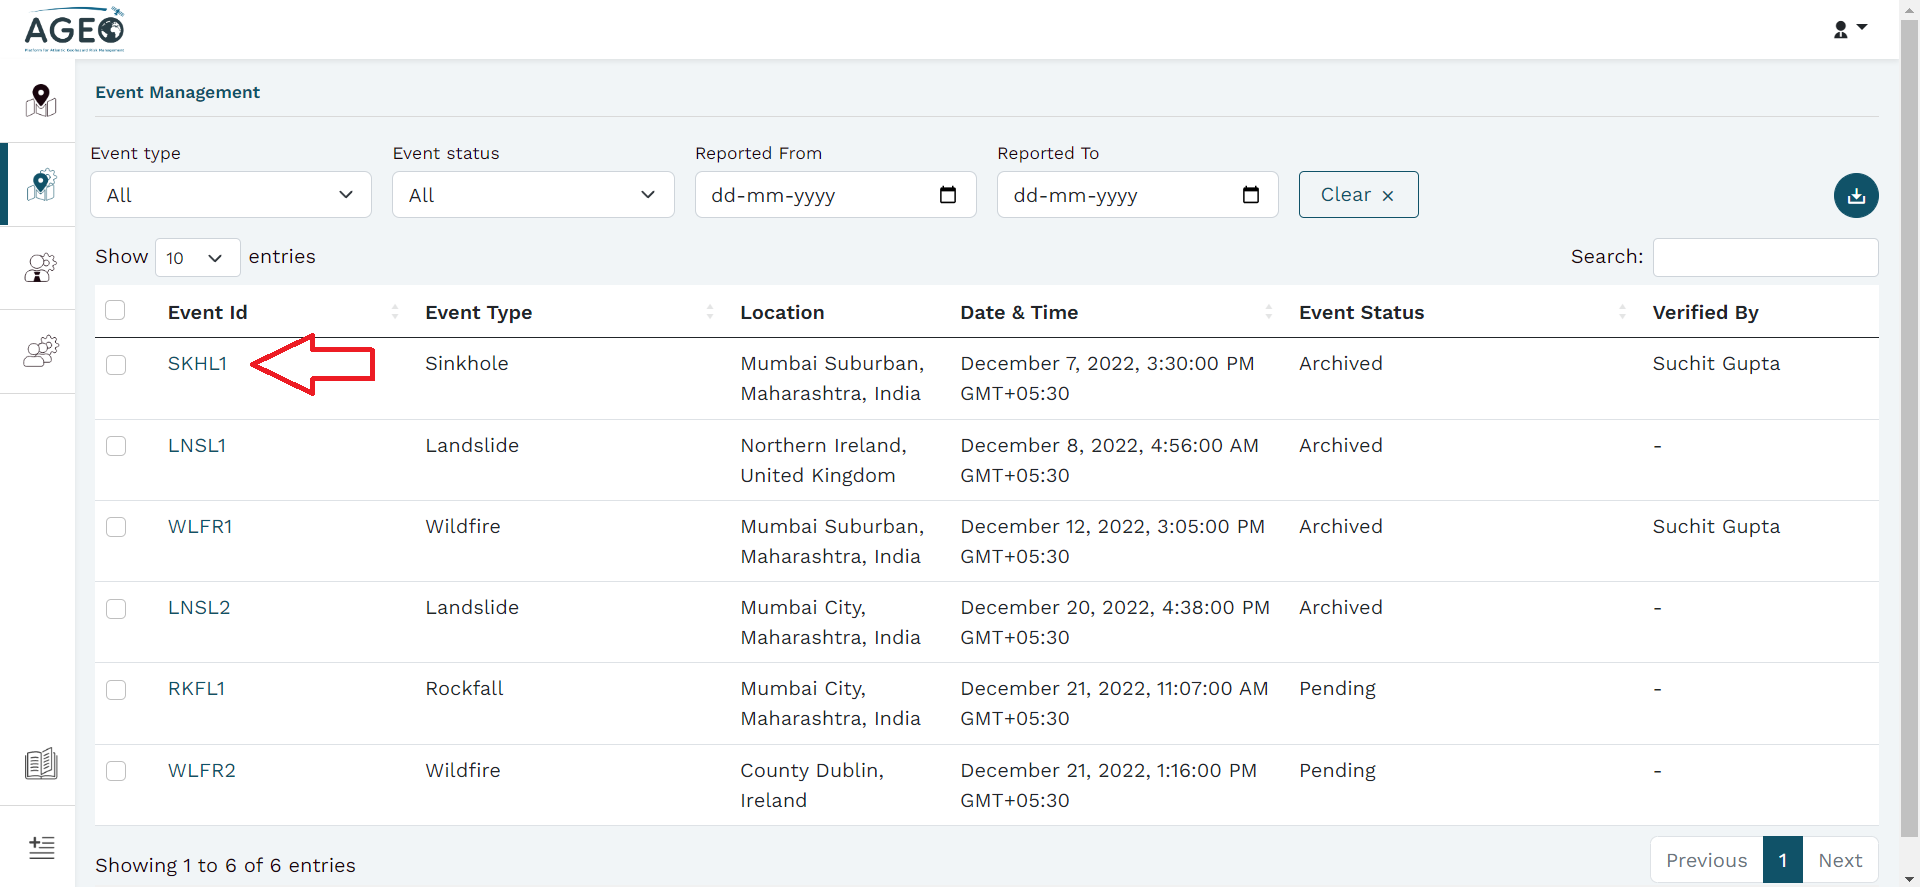 AGEO
Platform for Atlantic Geohazard Risk Management
Event Management
Event type
Event status
Reported From
Reported To
All
All
dd-mm-yyyy
dd-mm-yyyy
Clear ×
Show 10 entries
Search:
Event Id Event Type Location Date & Time Event Status Verified By
SKHL1 Sinkhole Mumbai Suburban, December 7, 2022, 3:30:00 PM Archived Suchit Gupta
Maharashtra, India GMT+05:30
LNSL1 Landslide Northern Ireland, December 8, 2022, 4:56:00 AM Archived -
United Kingdom GMT+05:30
WLFR1 Wildfire Mumbai Suburban, December 12, 2022, 3:05:00 PM Archived Suchit Gupta
Maharashtra, India GMT+05:30
LNSL2 Landslide Mumbai City, December 20, 2022, 4:38:00 PM Archived -
Maharashtra, India GMT+05:30
RKFL1 Rockfall Mumbai City, December 21, 2022, 11:07:00 AM Pending -
Maharashtra, India GMT+05:30
WLFR2 Wildfire County Dublin, December 21, 2022, 1:16:00 PM Pending -
Ireland GMT+05:30
Showing 1 to 6 of 6 entries
Previous 1 Next